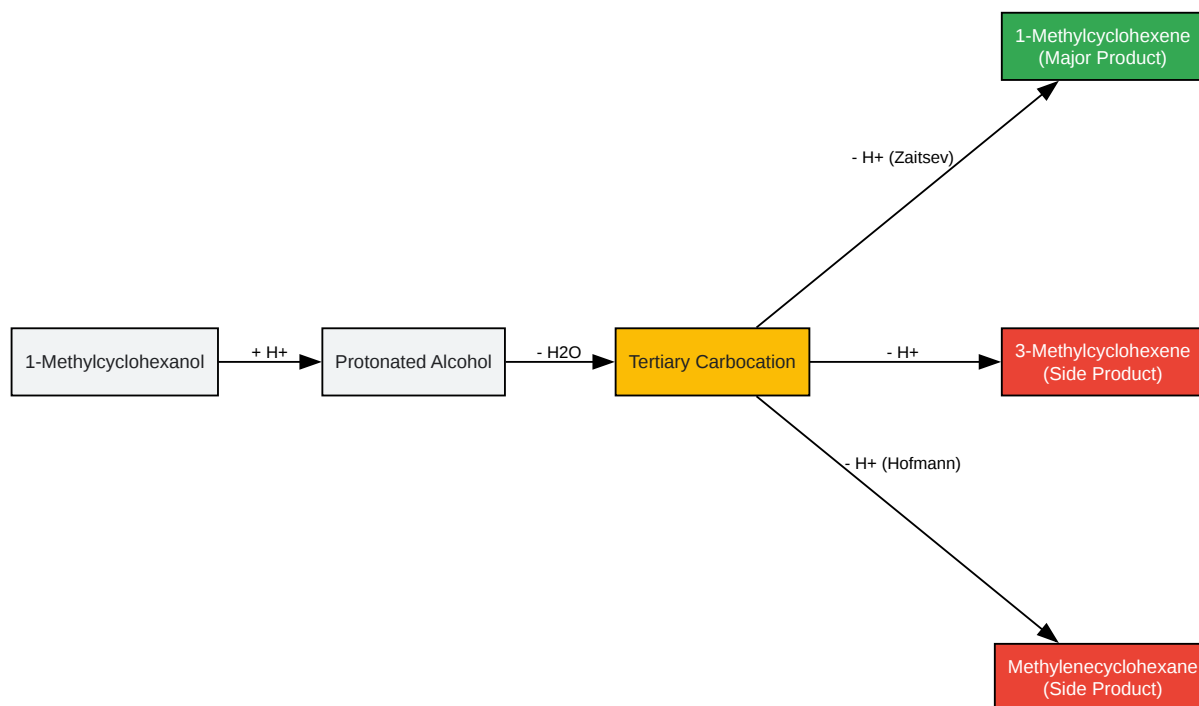 1-Methylcyclohexene
(Major Product)
- H+ (Zaitsev)
1-Methylcyclohexanol
+ H+
Protonated Alcohol
- H2O
Tertiary Carbocation
- H+
3-Methylcyclohexene
(Side Product)
- H+ (Hofmann)
Methylenecyclohexane
(Side Product)